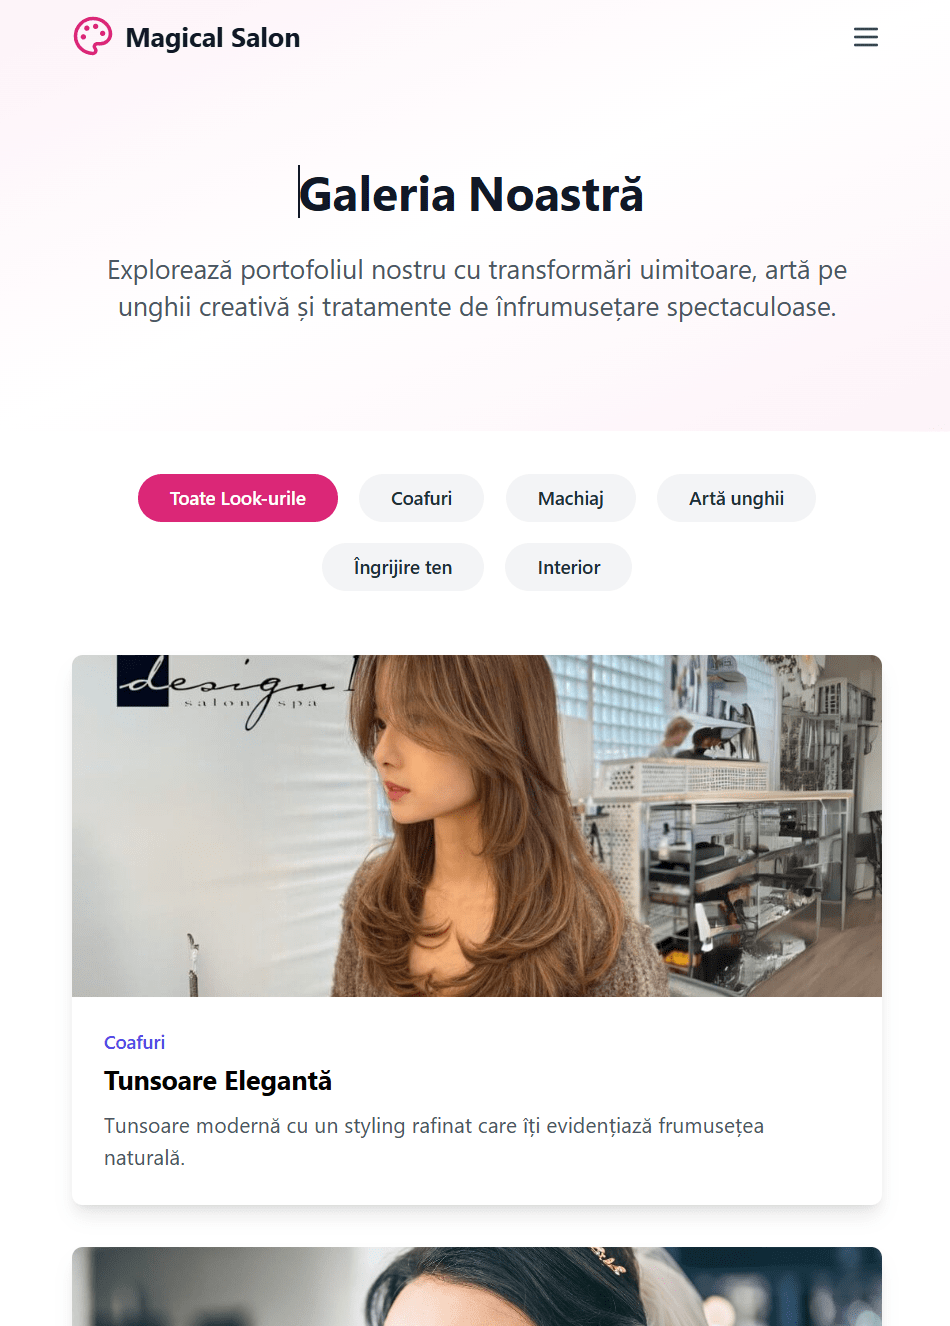 Magical Salon
Galeria Noastră
Explorează portofoliul nostru cu transformări uimitoare, artă pe
unghii creativă și tratamente de înfrumusețare spectaculoase.
Toate Look-urile
Coafuri
Machiaj
Artă unghii
Îngrijire ten
Interior
design
salon spa
Coafuri
Tunsoare Elegantă
Tunsoare modernă cu un styling rafinat care îți evidențiază frumusețea
naturală.